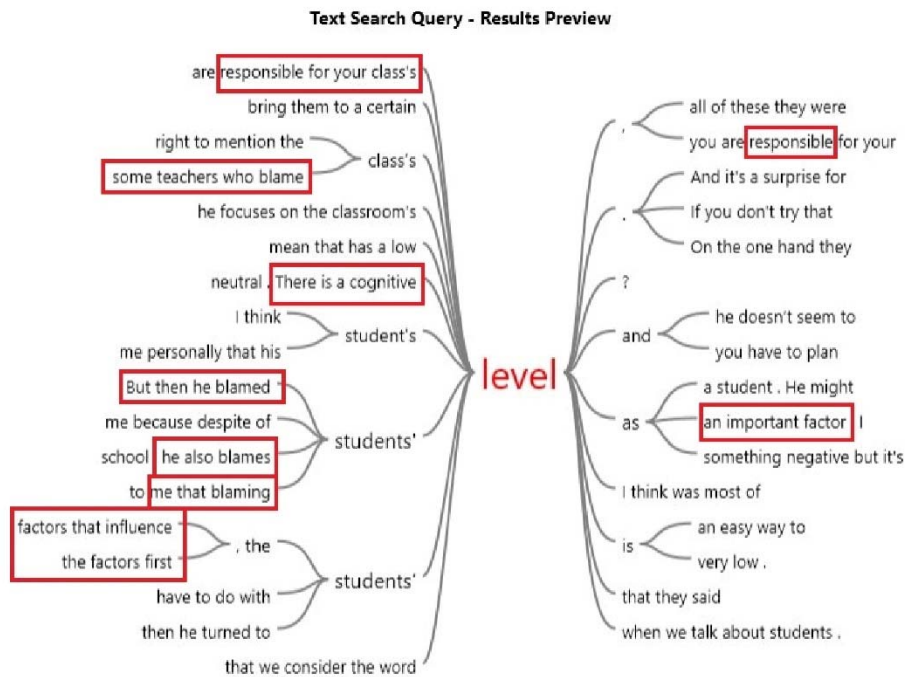 Text Search Query - Results Preview
are responsible for your class's
bring them to a certain
right to mention the
some teachers who blame
class's
he focuses on the classroom's
mean that has a low
neutral . There is a cognitive
I think
me personally that his
student's
But then he blamed
me because despite of
school he also blames
to me that blaming
students'
factors that influence
the factors first
, the
have to do with
then he turned to
students'
that we consider the word
level
,
all of these they were
you are responsible for your
.
And it's a surprise for
If you don't try that
On the one hand they
?
and
he doesn't seem to
you have to plan
as
a student . He might
an important factor I
something negative but it's
I think was most of
is
an easy way to
very low .
that they said
when we talk about students .